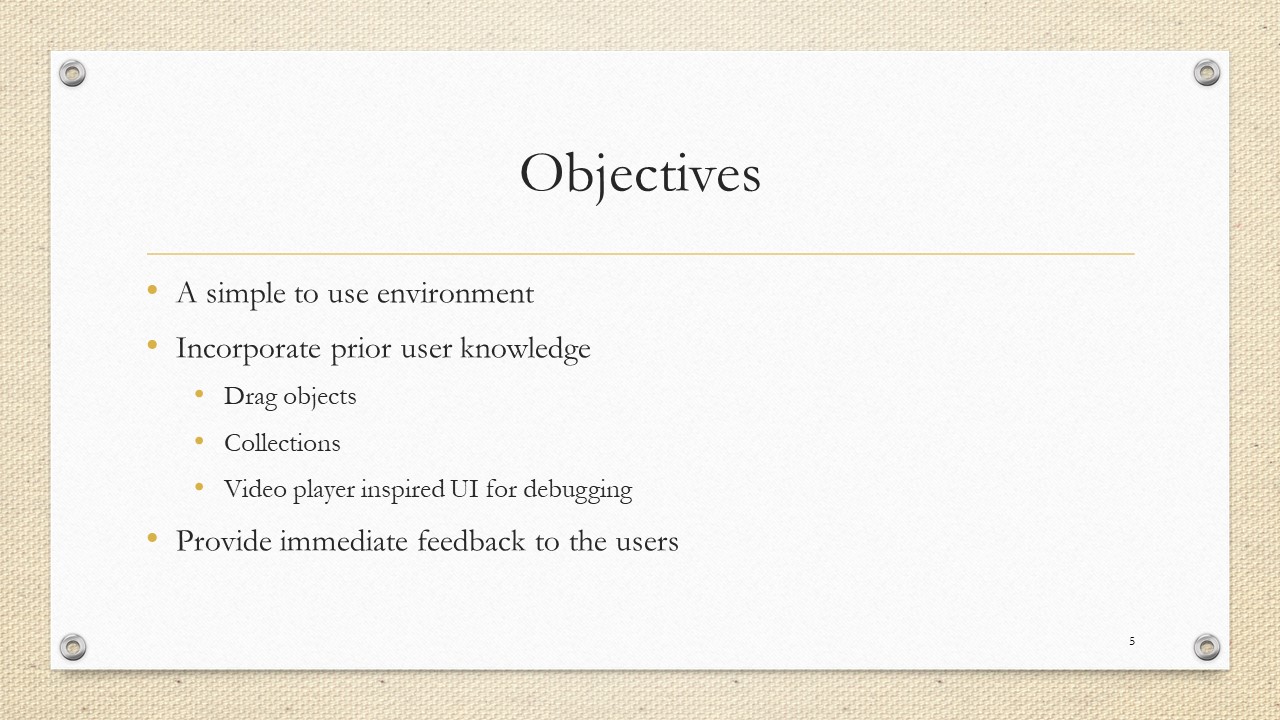 Objectives
• A simple to use environment
• Incorporate prior user knowledge
• Drag objects
• Collections
• Video player inspired UI for debugging
• Provide immediate feedback to the users
5